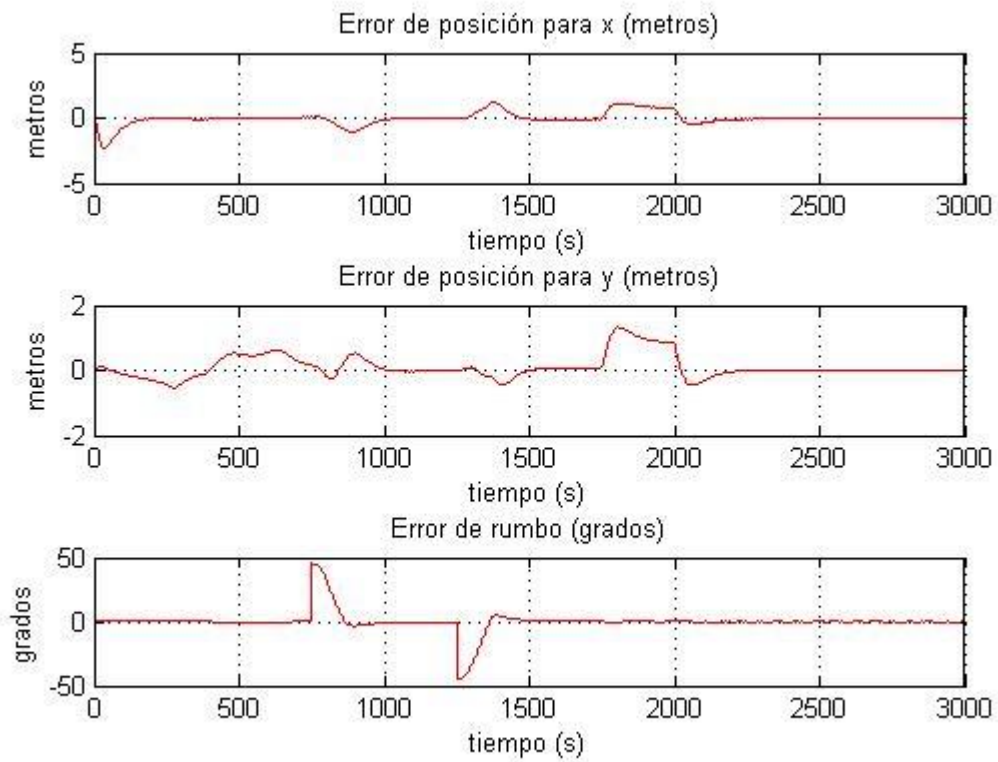 Error de posición para x (metros)
5
0
-5
metros
0 500 1000 1500 2000 2500 3000
tiempo (s)
Error de posición para y (metros)
2
0
-2
metros
0 500 1000 1500 2000 2500 3000
tiempo (s)
Error de rumbo (grados)
50
0
-50
grados
0 500 1000 1500 2000 2500 3000
tiempo (s)